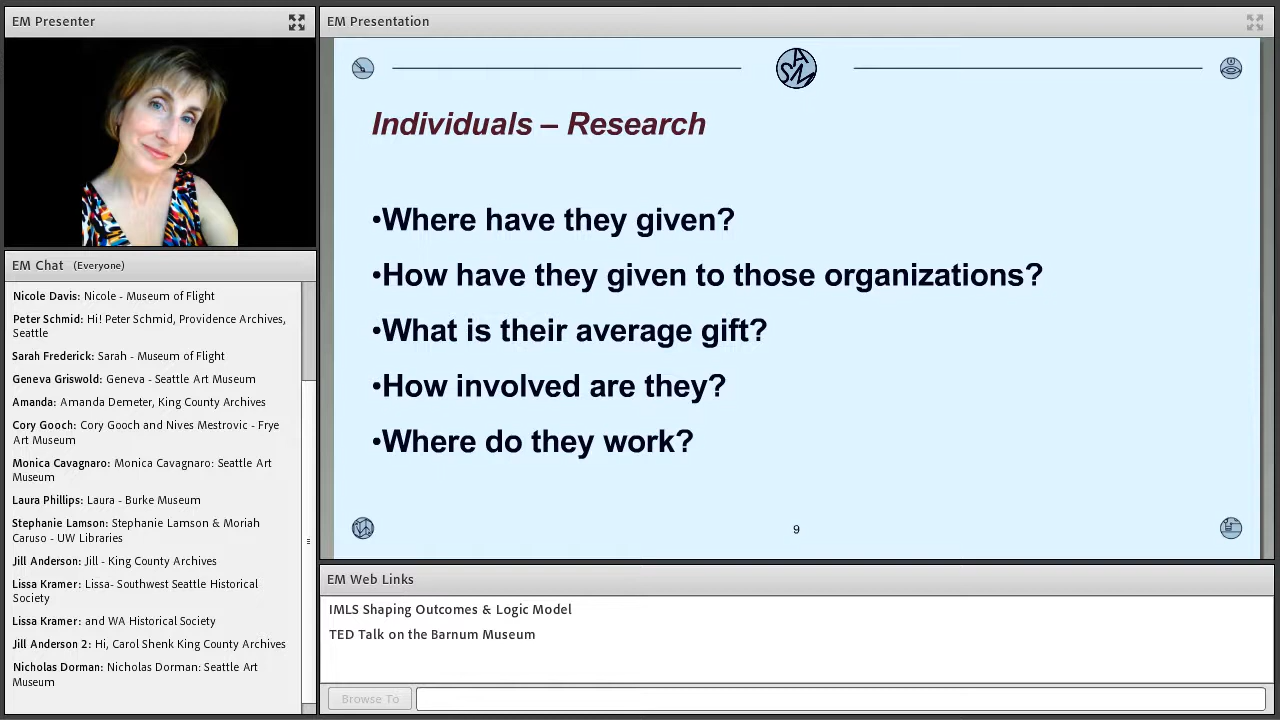 EM Presenter
EM Chat (Everyone)
Nicole Davis: Nicole - Museum of Flight
Peter Schmid: Hi! Peter Schmid, Providence Archives,
Seattle
Sarah Frederick: Sarah - Museum of Flight
Geneva Griswold: Geneva - Seattle Art Museum
Amanda: Amanda Demeter, King County Archives
Cory Gooch: Cory Gooch and Nives Mestrovic - Frye
Art Museum
Monica Cavagnaro: Monica Cavagnaro: Seattle Art
Museum
Laura Phillips: Laura - Burke Museum
Stephanie Lamson: Stephanie Lamson & Moriah
Caruso - UW Libraries
Jill Anderson: Jill - King County Archives
Lissa Kramer: Lissa- Southwest Seattle Historical
Society
Lissa Kramer: and WA Historical Society
Jill Anderson 2: Hi, Carol Shenk King County Archives
Nicholas Dorman: Nicholas Dorman: Seattle Art
Museum
EM Presentation
Individuals – Research
•Where have they given?
•How have they given to those organizations?
•What is their average gift?
•How involved are they?
•Where do they work?
9
EM Web Links
IMLS Shaping Outcomes & Logic Model
TED Talk on the Barnum Museum
Browse To